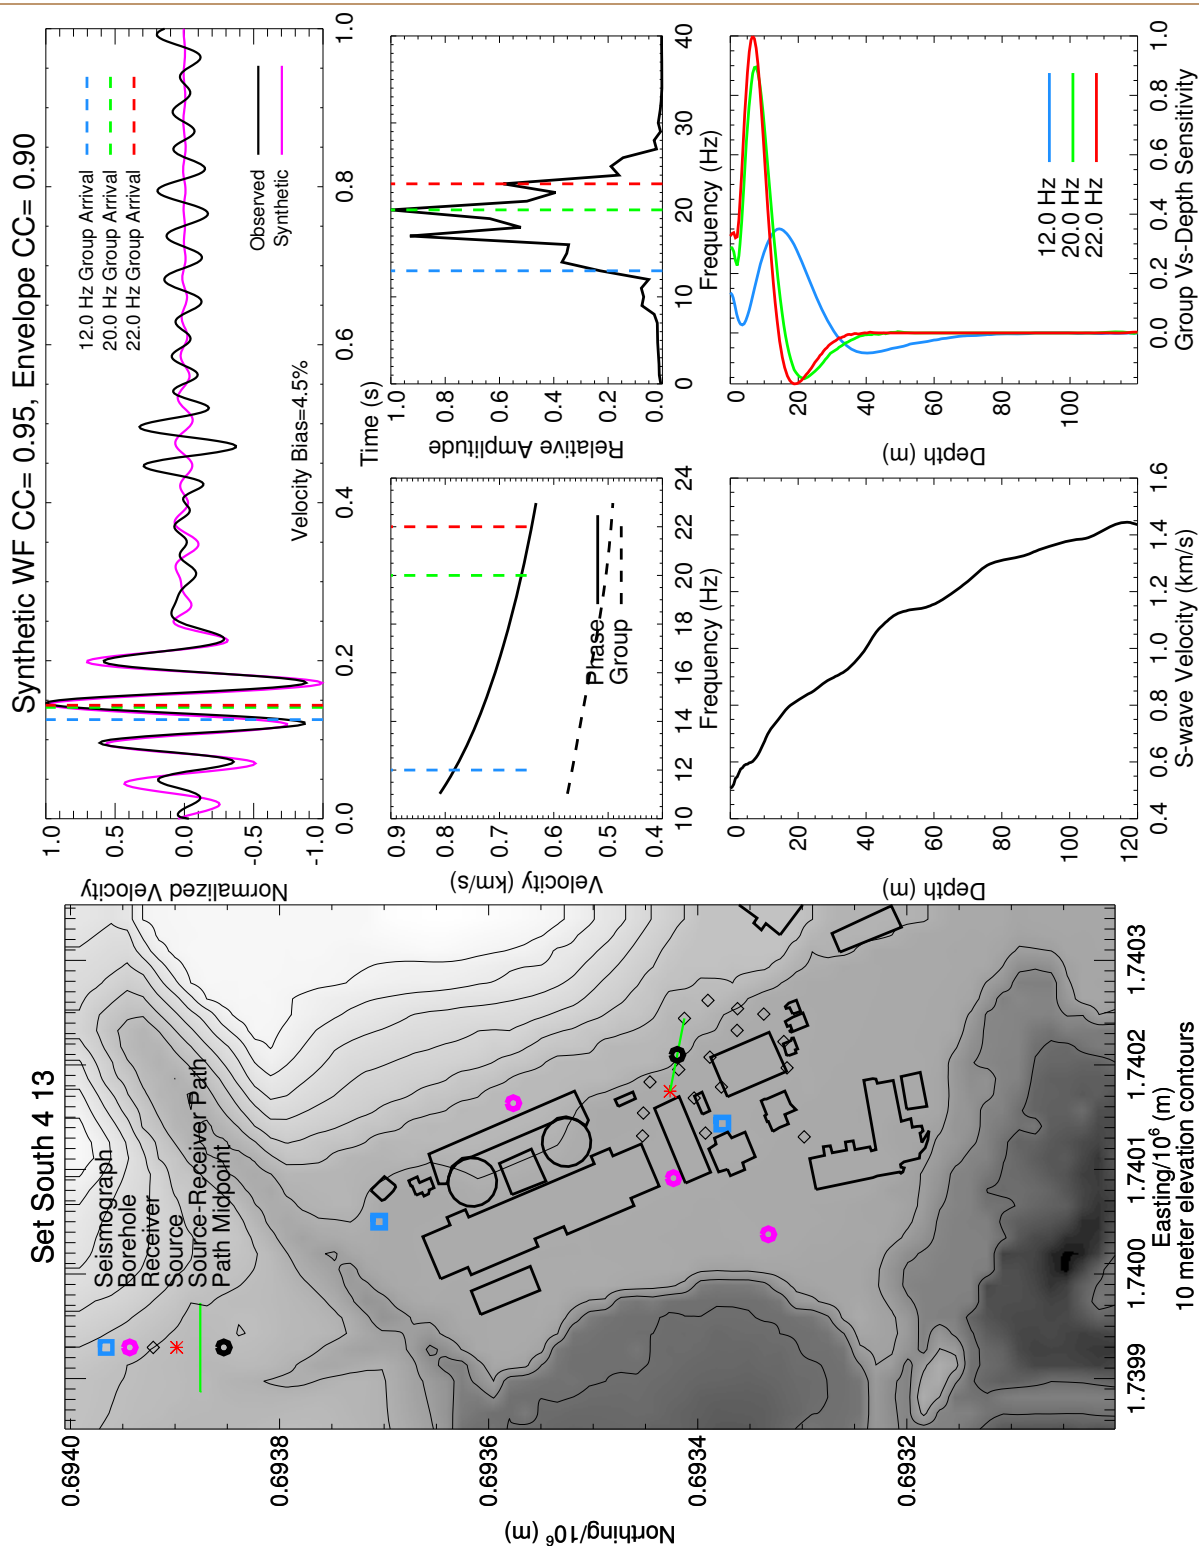 Set South 4 13
Seismograph
Borehole
Receiver
Source
Source-Receiver Path
Path Midpoint
0.6940
0.6938
0.6936
0.6934
0.6932
Northing/10⁶ (m)
1.7399
1.7400
1.7401
1.7402
1.7403
Easting/10⁶ (m)
10 meter elevation contours
Synthetic WF CC= 0.95, Envelope CC= 0.90
1.0
0.5
0.0
-0.5
-1.0
Normalized Velocity
12.0 Hz Group Arrival
20.0 Hz Group Arrival
22.0 Hz Group Arrival
Observed
Synthetic
Velocity Bias=4.5%
0.0
0.2
0.4
0.6
0.8
1.0
Time (s)
0.9
0.8
0.7
0.6
0.5
0.4
Velocity (km/s)
Phase
Group
10
12
14
16
18
20
22
24
Frequency (Hz)
1.0
0.8
0.6
0.4
0.2
0.0
Relative Amplitude
0
10
20
30
40
Frequency (Hz)
0
20
40
60
80
100
120
Depth (m)
0.4
0.6
0.8
1.0
1.2
1.4
1.6
S-wave Velocity (km/s)
0
20
40
60
80
100
Depth (m)
12.0 Hz
20.0 Hz
22.0 Hz
0.0
0.2
0.4
0.6
0.8
1.0
Group Vs-Depth Sensitivity